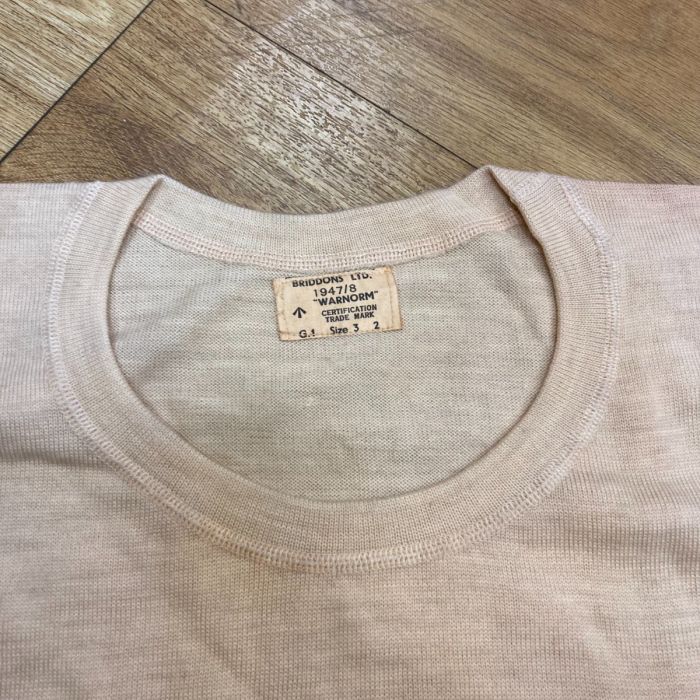 BRIDDONS LTD.
1947/8
"WARNORM"
CERTIFICATION
TRADE MARK
G.1 Size 3 2